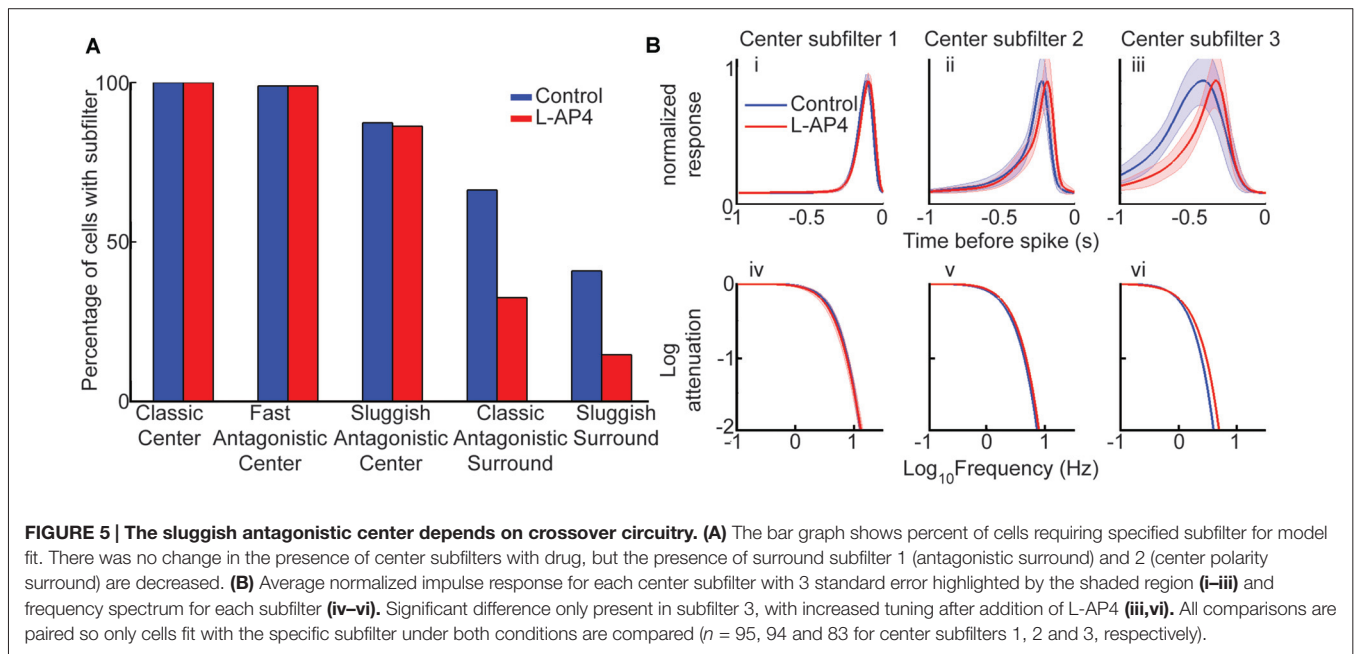 A
Percentage of cells with subfilter
100
50
0
Control
L-AP4
Classic Center
Fast Antagonistic Center
Sluggish Antagonistic Center
Classic Antagonistic Surround
Sluggish Surround
B
Center subfilter 1
Center subfilter 2
Center subfilter 3
i
ii
iii
normalized response
1
0
Control
L-AP4
-1 -0.5 0
-1 -0.5 0
-1 -0.5 0
Time before spike (s)
iv
v
vi
Log attenuation
0
-1
-2
-1 0 1
-1 0 1
-1 0 1
Log10Frequency (Hz)
FIGURE 5 | The sluggish antagonistic center depends on crossover circuitry. (A) The bar graph shows percent of cells requiring specified subfilter for model
fit. There was no change in the presence of center subfilters with drug, but the presence of surround subfilter 1 (antagonistic surround) and 2 (center polarity
surround) are decreased. (B) Average normalized impulse response for each center subfilter with 3 standard error highlighted by the shaded region (i–iii) and
frequency spectrum for each subfilter (iv–vi). Significant difference only present in subfilter 3, with increased tuning after addition of L-AP4 (iii,vi). All comparisons are
paired so only cells fit with the specific subfilter under both conditions are compared (n = 95, 94 and 83 for center subfilters 1, 2 and 3, respectively).